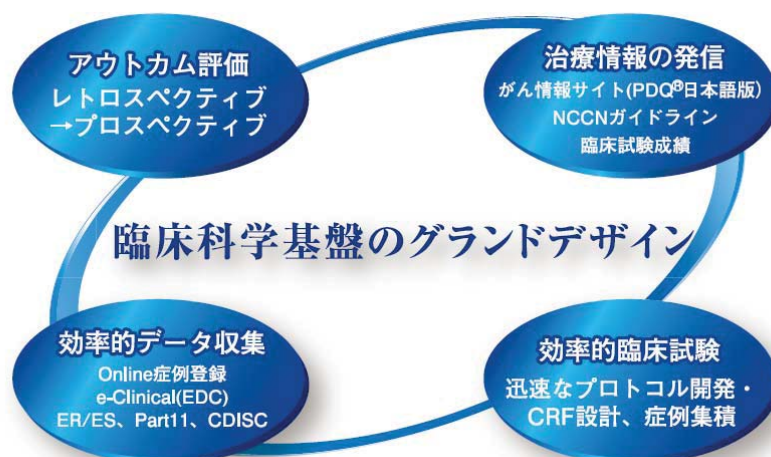 アウトカム評価
レトロスペクティブ
→プロスペクティブ
治療情報の発信
がん情報サイト(PDQ®日本語版)
NCCNガイドライン
臨床試験成績
臨床科学基盤のグランドデザイン
効率的データ収集
Online症例登録
e-Clinical(EDC)
ER/ES、Part11、CDISC
効率的臨床試験
迅速なプロトコル開発・
CRF設計、症例集積